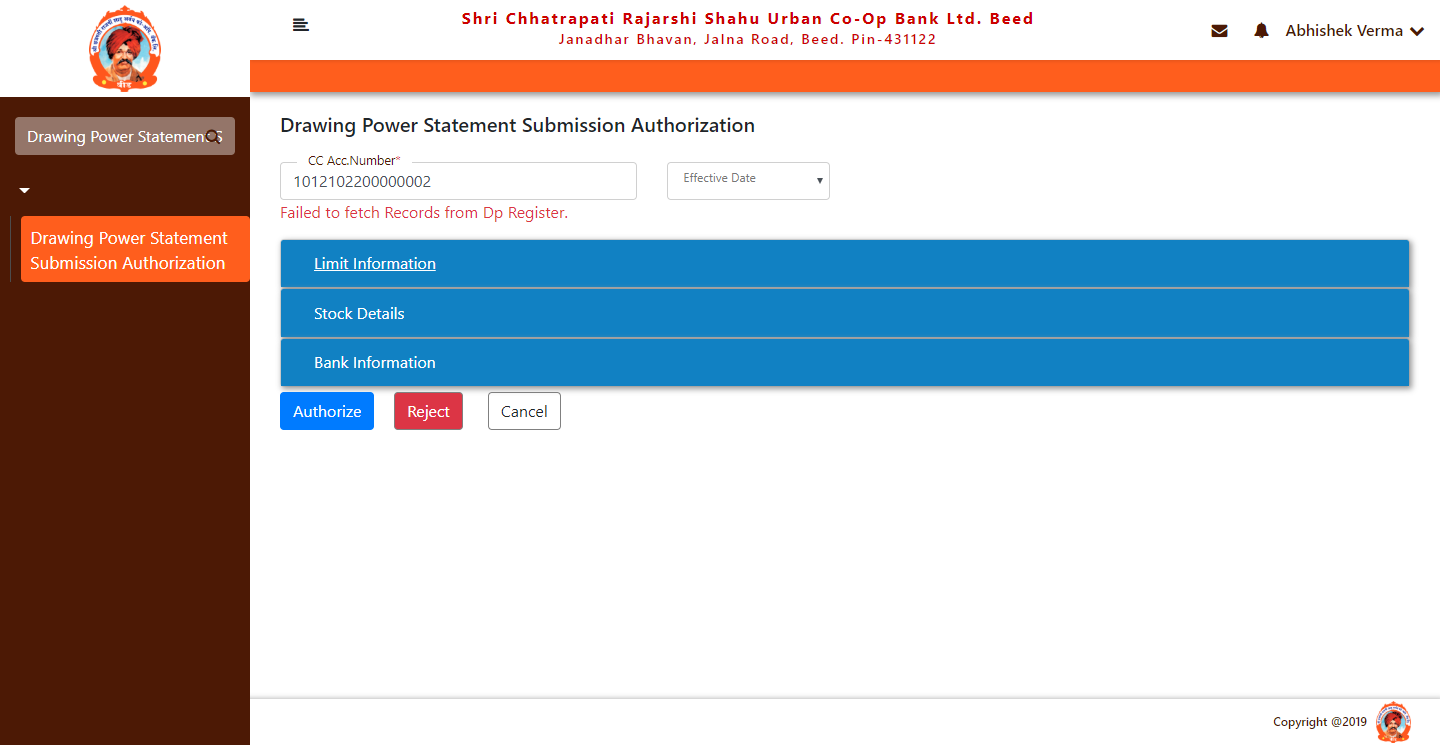 Shri Chhatrapati Rajarshi Shahu Urban Co-Op Bank Ltd. Beed
Janadhar Bhavan, Jalna Road, Beed. Pin-431122
Abhishek Verma
बीड
Drawing Power Statement
Drawing Power Statement
Submission Authorization
Drawing Power Statement Submission Authorization
CC Acc.Number*
1012102200000002
Effective Date
Failed to fetch Records from Dp Register.
Limit Information
Stock Details
Bank Information
Authorize
Reject
Cancel
Copyright @2019